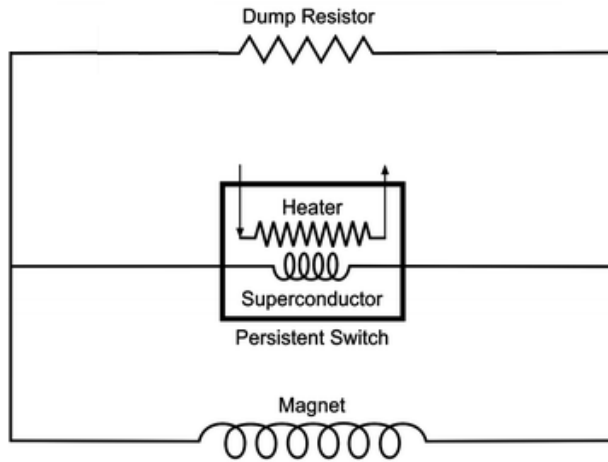 Dump Resistor
Heater
Superconductor
Persistent Switch
Magnet